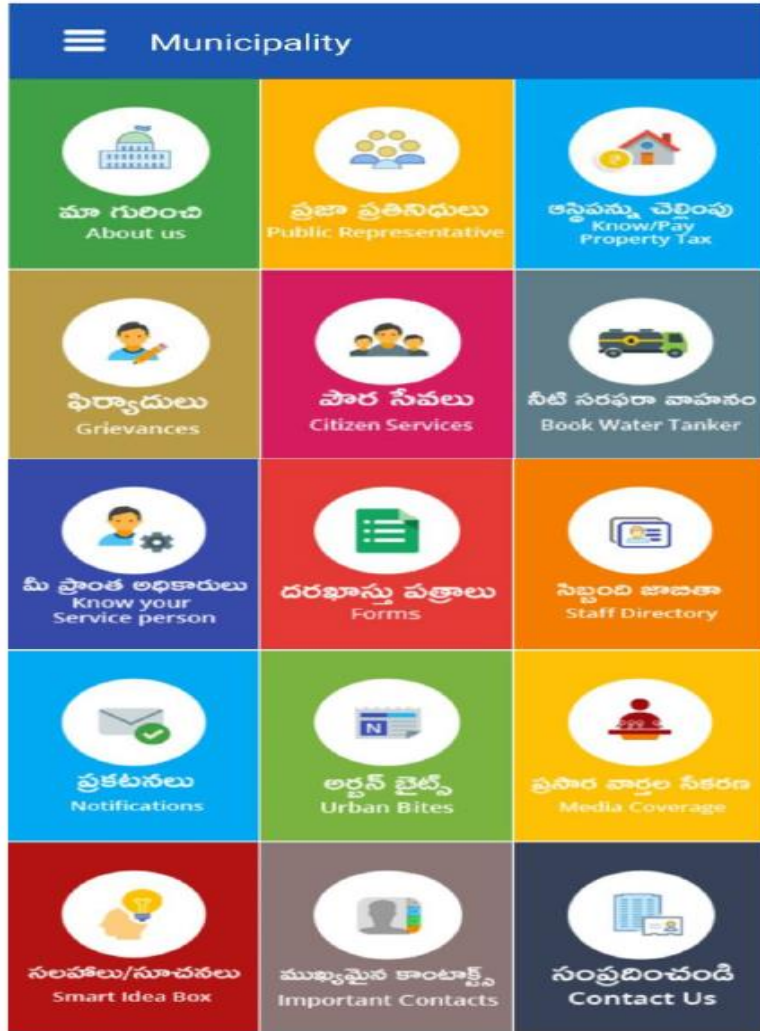 Municipality
మా గురించి
About us
ప్రజా ప్రతినిధులు
Public Representative
ఆస్తిపన్ను చెల్లింపు
Know/Pay
Property Tax
ఫిర్యాదులు
Grievances
పౌర సేవలు
Citizen Services
నీటి సరఫరా వాహనం
Book Water Tanker
మీ ప్రాంత అధికారులు
Know your
Service person
దరఖాస్తు పత్రాలు
Forms
సిబ్బంది జాబితా
Staff Directory
ప్రకటనలు
Notifications
అర్బన్ బైట్స్
N
Urban Bites
ప్రసార వార్తల సేకరణ
Media Coverage
సలహాలు/సూచనలు
Smart Idea Box
ముఖ్యమైన కాంటాక్ట్స్
Important Contacts
సంప్రదించండి
Contact Us